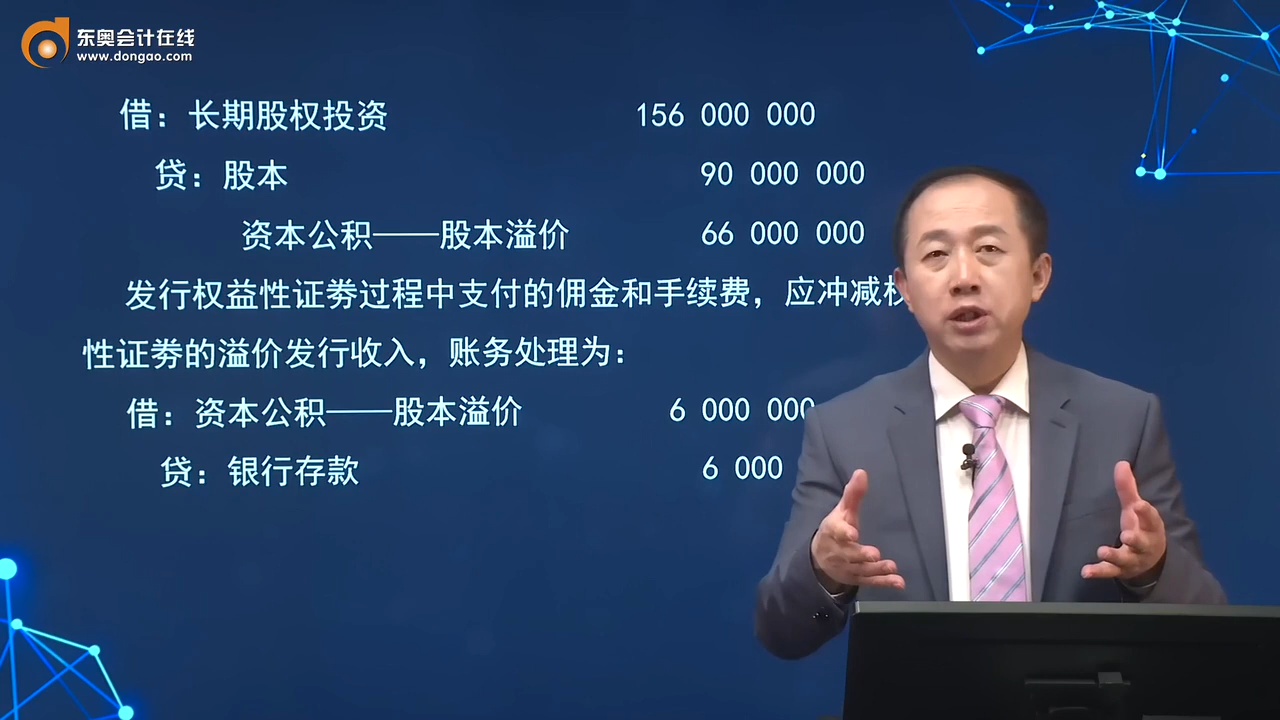 东奥会计在线
www.dongao.com
借：长期股权投资 156 000 000
贷：股本 90 000 000
资本公积——股本溢价 66 000 000
发行权益性证券过程中支付的佣金和手续费，应冲减
性证券的溢价发行收入，账务处理为：
借：资本公积——股本溢价 6 000 000
贷：银行存款 6 000